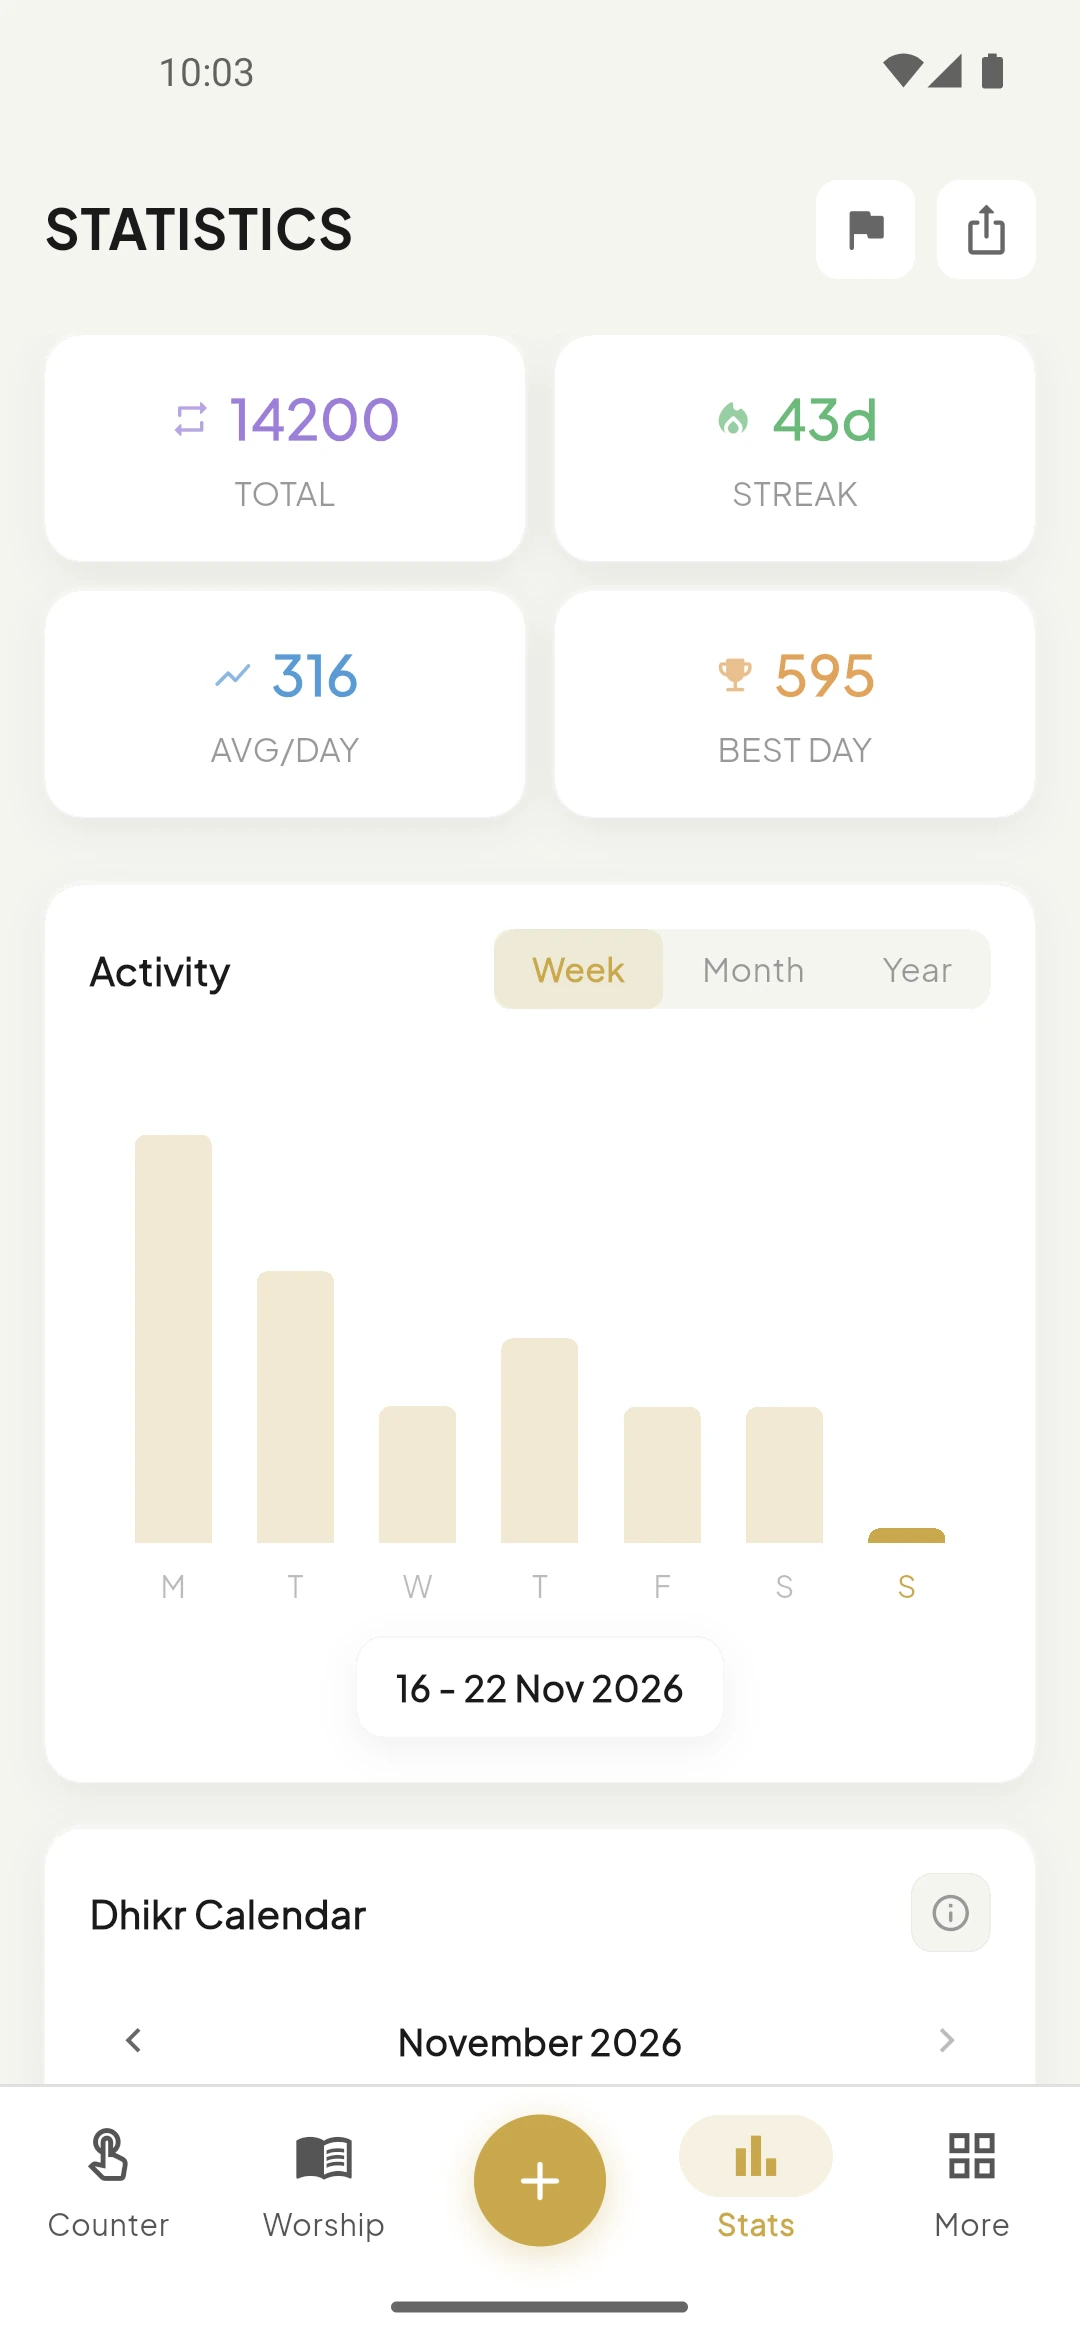 10:03
STATISTICS
14200
TOTAL
43d
STREAK
316
AVG/DAY
595
BEST DAY
Activity
Week
Month
Year
M T W T F S S
16 - 22 Nov 2026
Dhikr Calendar
November 2026
Counter
Worship
Stats
More